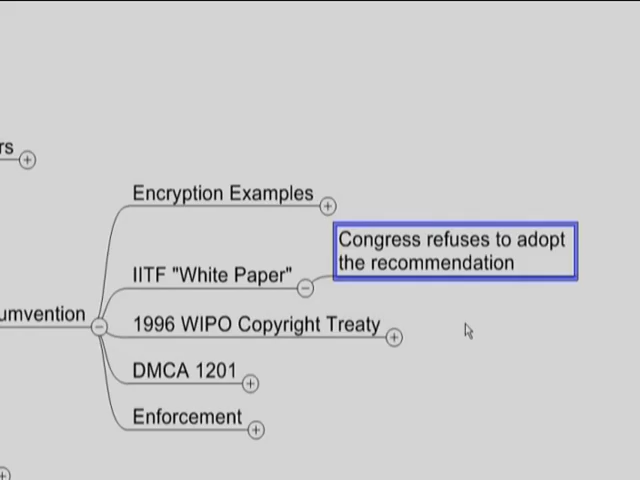 rs
Encryption Examples
Congress refuses to adopt
the recommendation
IITF "White Paper"
umvention
1996 WIPO Copyright Treaty
DMCA 1201
Enforcement